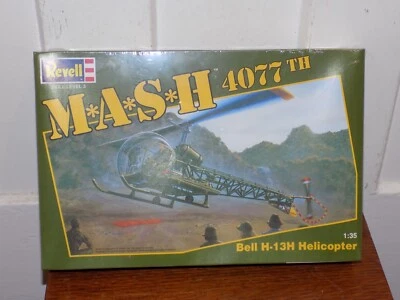 Revell
M*A*S*H 4077TH
1:35
Bell H-13H Helicopter